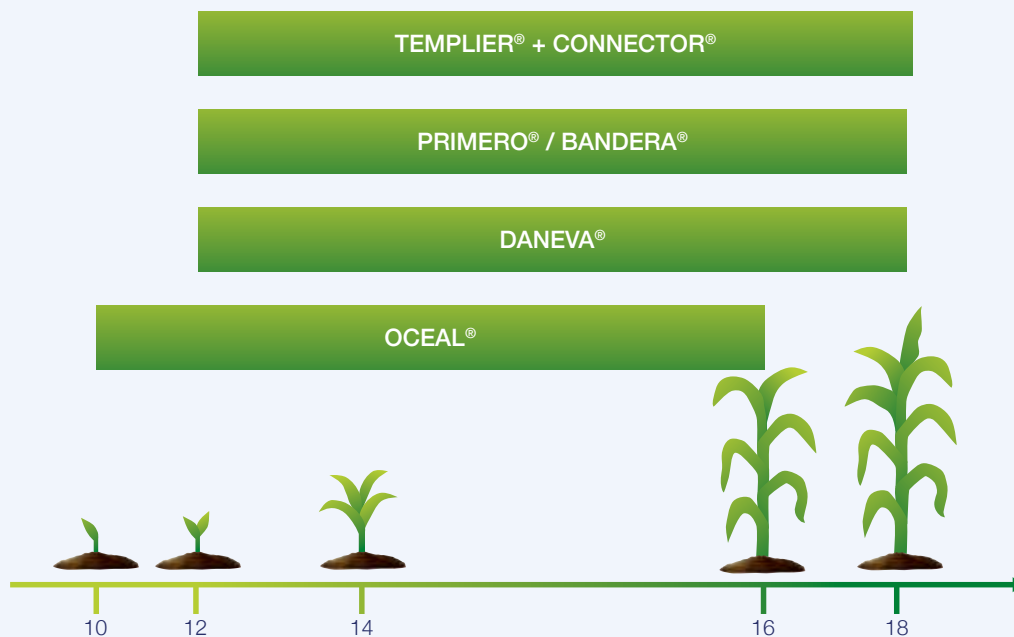 TEMPLIER® + CONNECTOR®
PRIMERO® / BANDERA®
DANEVA®
OCEAL®
10 12 14 16 18